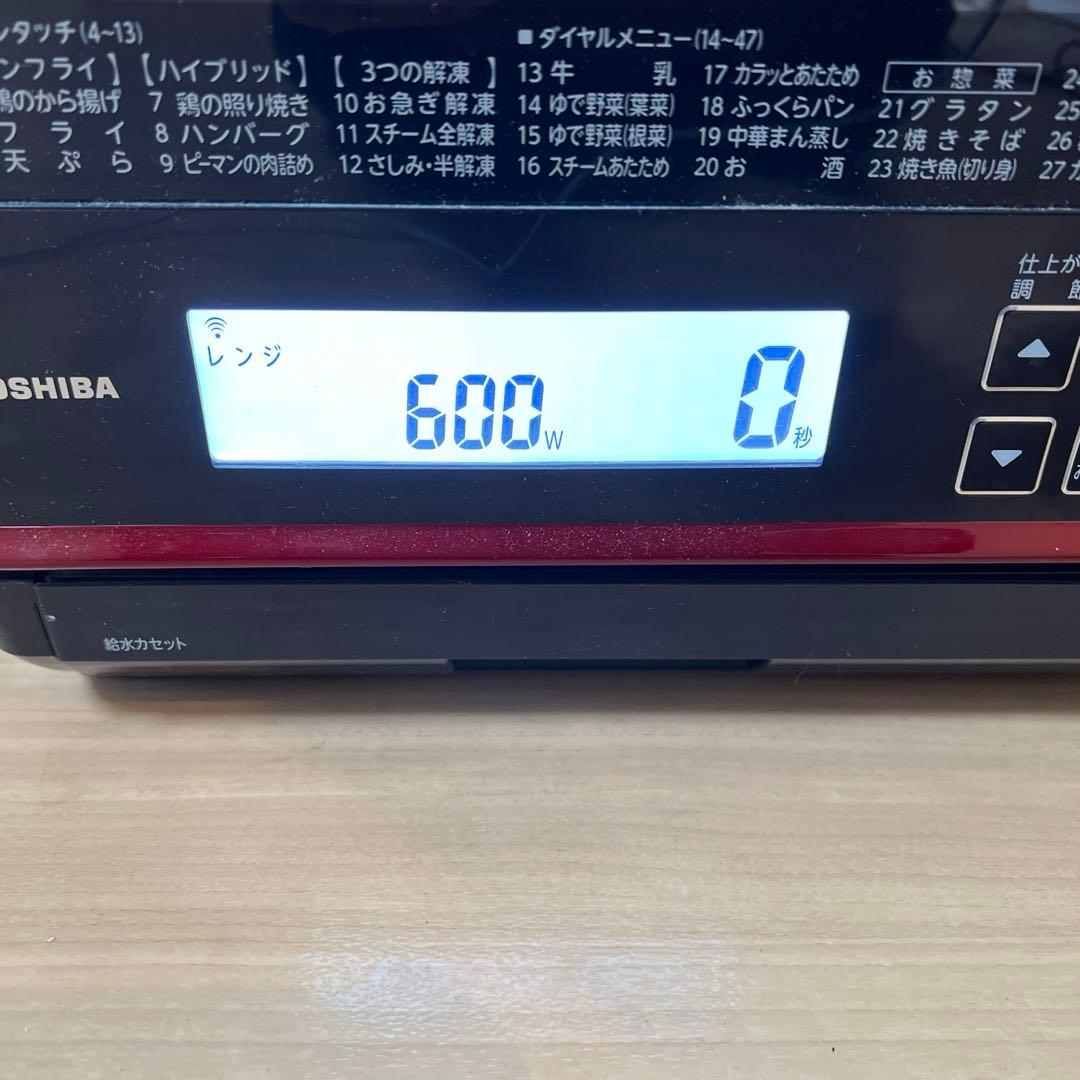 ンタッチ(4~13)
■ ダイヤルメニュー(14~47)
ンフライ】【ハイブリッド】【 3つの解凍 】 13 牛 乳 17 カラッとあたため お惣菜
鶏のから揚げ 7 鶏の照り焼き 10 お急ぎ解凍 14 ゆで野菜(葉菜) 18 ふっくらパン 21 グラタン 25
フライ 8 ハンバーグ 11 スチーム全解凍 15 ゆで野菜(根菜) 19 中華まん蒸し 22 焼きそば 26
天ぷら 9 ピーマンの肉詰め 12 さしみ・半解凍 16 スチームあたため 20 お酒 23 焼き魚(切り身) 27
仕上が
調 節
レンジ
600W 0秒
OSHIBA
給水カセット